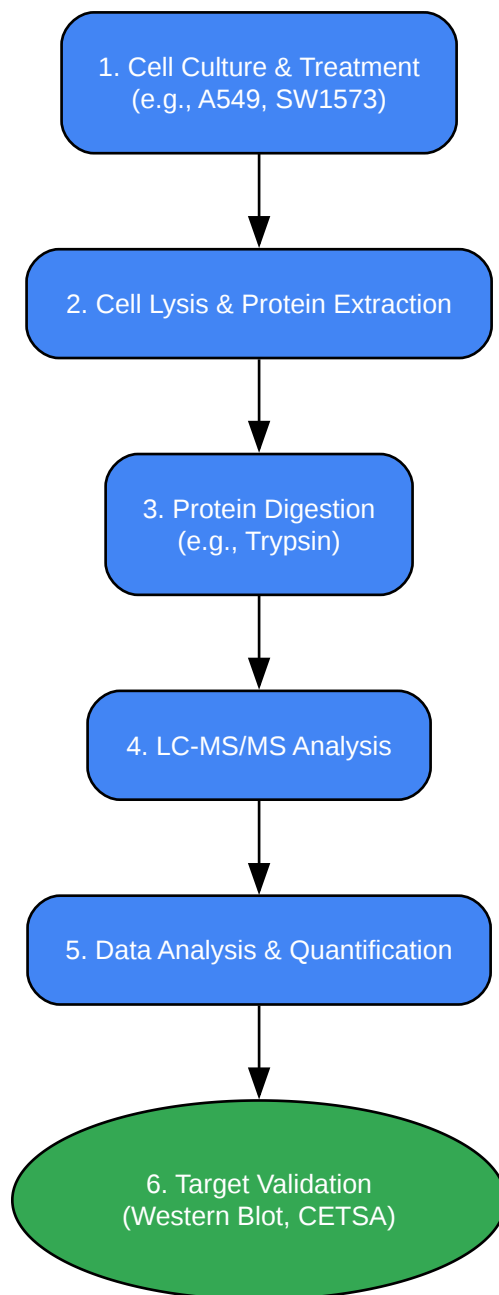 1. Cell Culture & Treatment
(e.g., A549, SW1573)
2. Cell Lysis & Protein Extraction
3. Protein Digestion
(e.g., Trypsin)
4. LC-MS/MS Analysis
5. Data Analysis & Quantification
6. Target Validation
(Western Blot, CETSA)